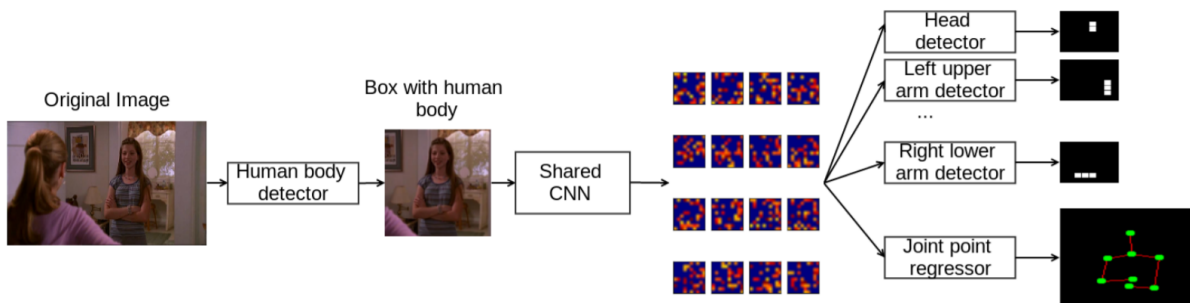 Original Image
Human body
detector
Box with human
body
Shared
CNN
Head
detector
Left upper
arm detector
...
Right lower
arm detector
Joint point
regressor